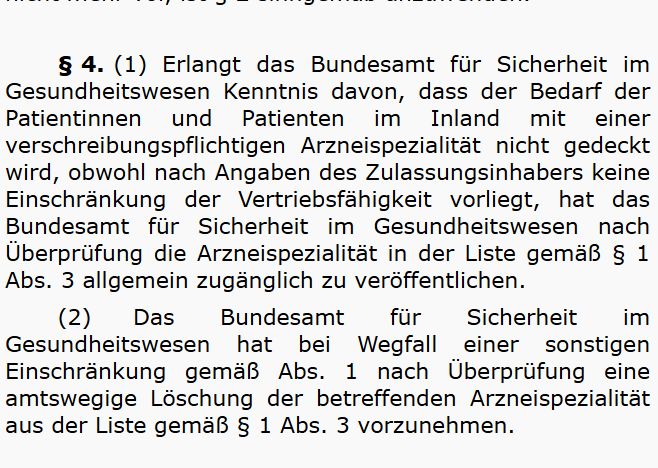 § 4. (1) Erlangt das Bundesamt für Sicherheit im
Gesundheitswesen Kenntnis davon, dass der Bedarf der
Patientinnen und Patienten im Inland mit einer
verschreibungspflichtigen Arzneispezialität nicht gedeckt
wird, obwohl nach Angaben des Zulassungsinhabers keine
Einschränkung der Vertriebsfähigkeit vorliegt, hat das
Bundesamt für Sicherheit im Gesundheitswesen nach
Überprüfung die Arzneispezialität in der Liste gemäß § 1
Abs. 3 allgemein zugänglich zu veröffentlichen.
(2) Das Bundesamt für Sicherheit im
Gesundheitswesen hat bei Wegfall einer sonstigen
Einschränkung gemäß Abs. 1 nach Überprüfung eine
amtswegige Löschung der betreffenden Arzneispezialität
aus der Liste gemäß § 1 Abs. 3 vorzunehmen.